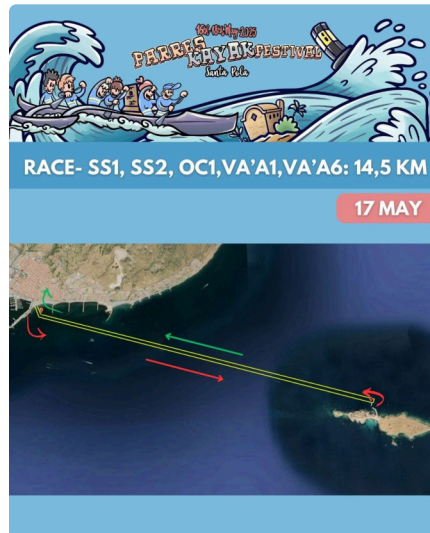 PARRES
KAYAK FESTIVAL
Santa Pola
RACE- SS1, SS2, OC1,VA'A1,VA'A6: 14,5 KM
17 MAY